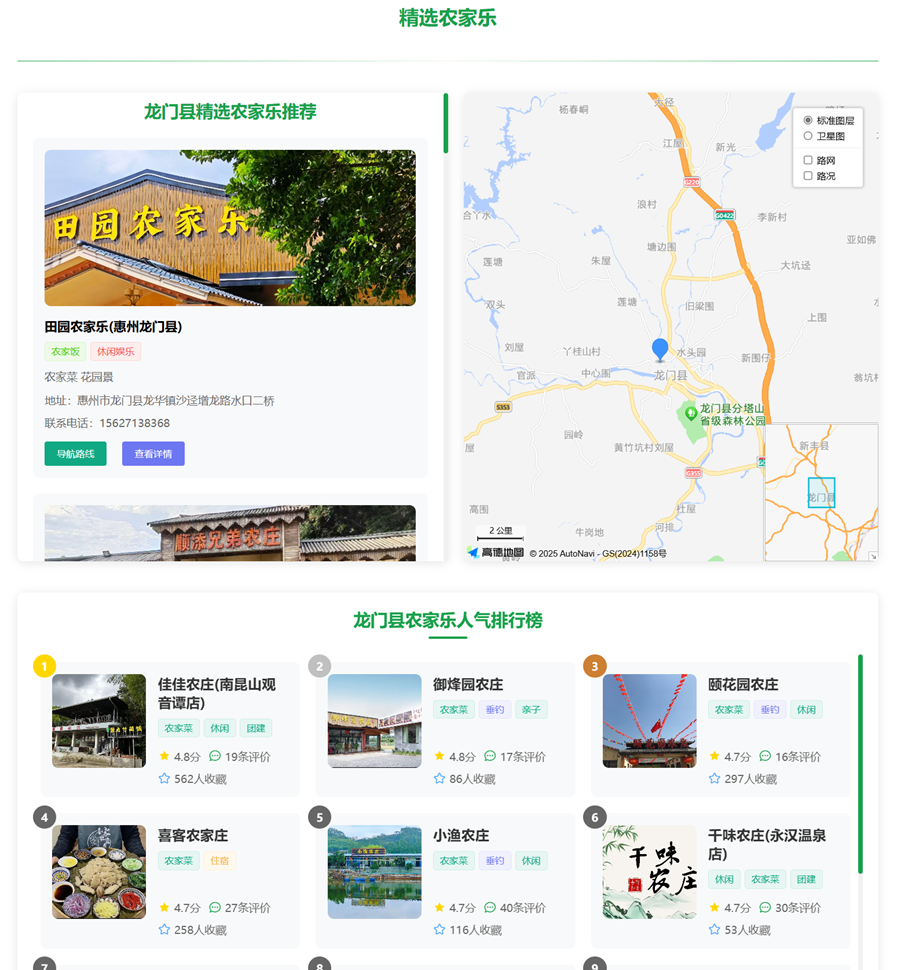 精选农家乐
龙门县精选农家乐推荐
田园农家乐
田园农家乐(惠州龙门县)
农家饭 休闲娱乐
农家菜 花园景
地址：惠州市龙门县龙华镇沙迳增龙路水口二桥
联系电话：15627138368
导航路线 查看详情
顺添兄弟农庄
杨春峒
江屋
新光
标准图层
卫星图
路网
路况
浪村
G0422
李新村
合丫水
塘边围
亚如佛
莲塘
朱屋
大坑迳
双头
莲塘
旧梁围
上围
刘屋
丫桂山村
水头园
新围仔
官派
中心围
龙门县
翁坑村
S353
龙门县分塔山
省级森林公园
园岭
黄竹坑村刘屋
屋
新丰县
龙门县
高围
杜屋
河排
牛岗地
2 公里
高德地图 © 2025 AutoNavi - GS(2024)1158号
龙门县农家乐人气排行榜
1
佳佳农庄(南昆山观
音谭店)
农家菜 休闲 团建
4.8分 19条评价
562人收藏
2
御烽园农庄
农家菜 垂钓 亲子
4.8分 17条评价
86人收藏
3
颐花园农庄
农家菜 垂钓 休闲
4.7分 16条评价
297人收藏
4
喜客农家庄
农家菜 住宿
4.7分 27条评价
258人收藏
5
小渔农庄
农家菜 垂钓 休闲
4.7分 40条评价
116人收藏
6
千味农庄
千味农庄(永汉温泉
店)
休闲 农家菜 团建
4.7分 30条评价
53人收藏
7
8
9